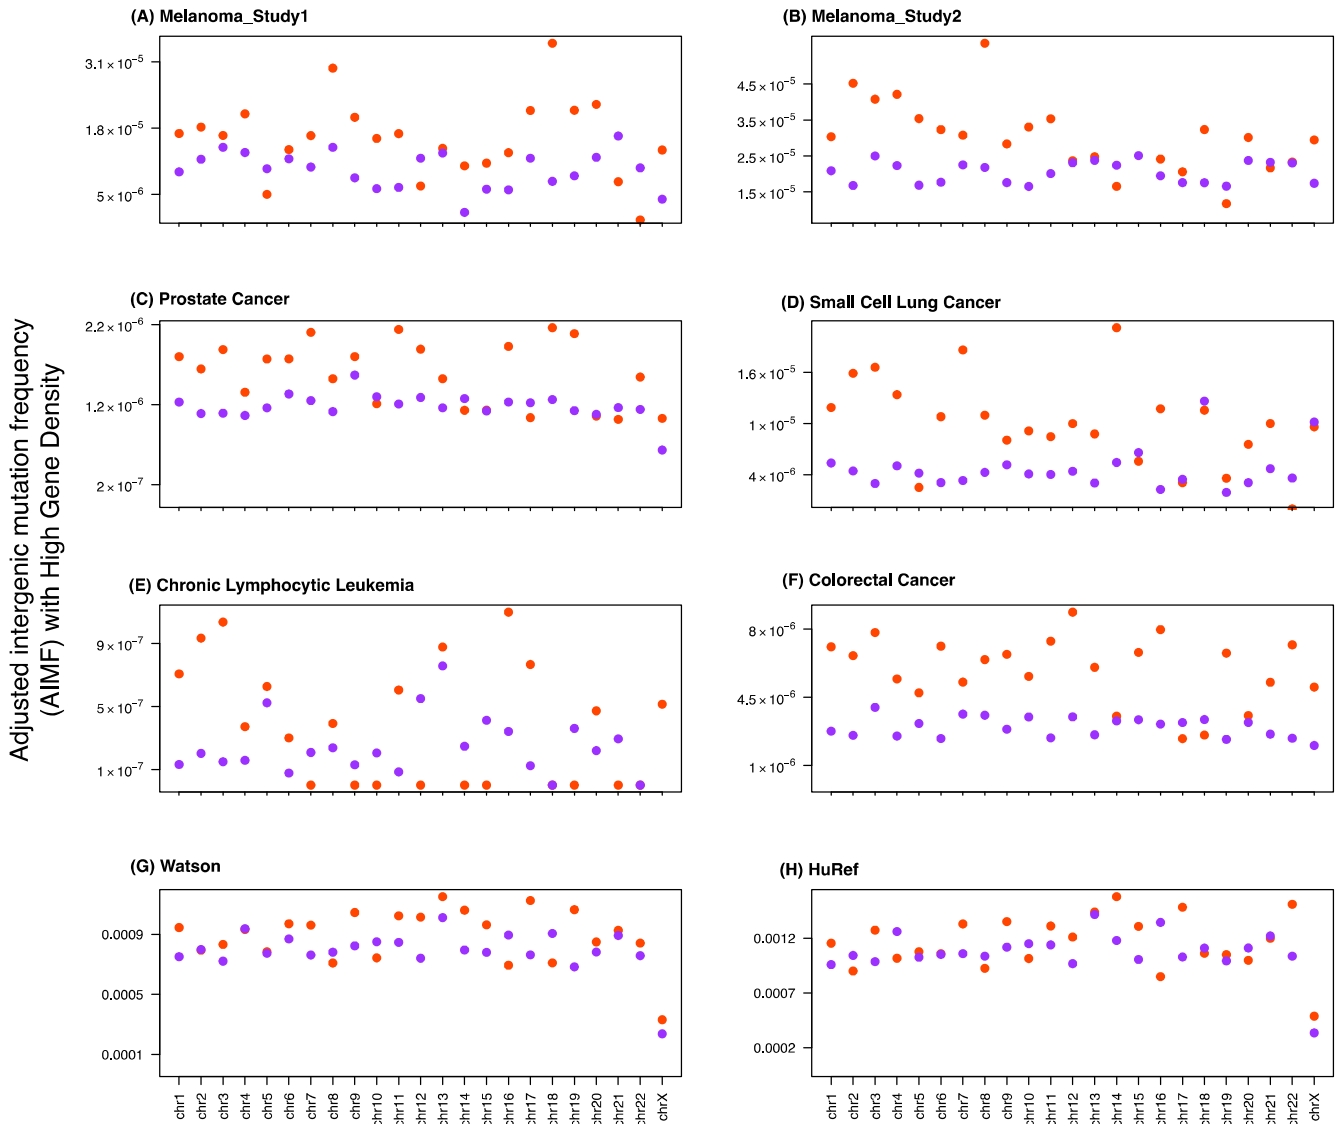 (A) Melanoma_Study1
3.1 × 10⁻⁵
1.8 × 10⁻⁵
5 × 10⁻⁶
(B) Melanoma_Study2
4.5 × 10⁻⁵
3.5 × 10⁻⁵
2.5 × 10⁻⁵
1.5 × 10⁻⁵
Adjusted intergenic mutation frequency
(AIMF) with High Gene Density
(C) Prostate Cancer
2.2 × 10⁻⁶
1.2 × 10⁻⁶
2 × 10⁻⁷
(D) Small Cell Lung Cancer
1.6 × 10⁻⁵
1 × 10⁻⁵
4 × 10⁻⁶
(E) Chronic Lymphocytic Leukemia
9 × 10⁻⁷
5 × 10⁻⁷
1 × 10⁻⁷
(F) Colorectal Cancer
8 × 10⁻⁶
4.5 × 10⁻⁶
1 × 10⁻⁶
(G) Watson
0.0009
0.0005
0.0001
chr1
chr2
chr3
chr4
chr5
chr6
chr7
chr8
chr9
chr10
chr11
chr12
chr13
chr14
chr15
chr16
chr17
chr18
chr19
chr20
chr21
chr22
chrX
(H) HuRef
0.0012
0.0007
0.0002
chr1
chr2
chr3
chr4
chr5
chr6
chr7
chr8
chr9
chr10
chr11
chr12
chr13
chr14
chr15
chr16
chr17
chr18
chr19
chr20
chr21
chr22
chrX